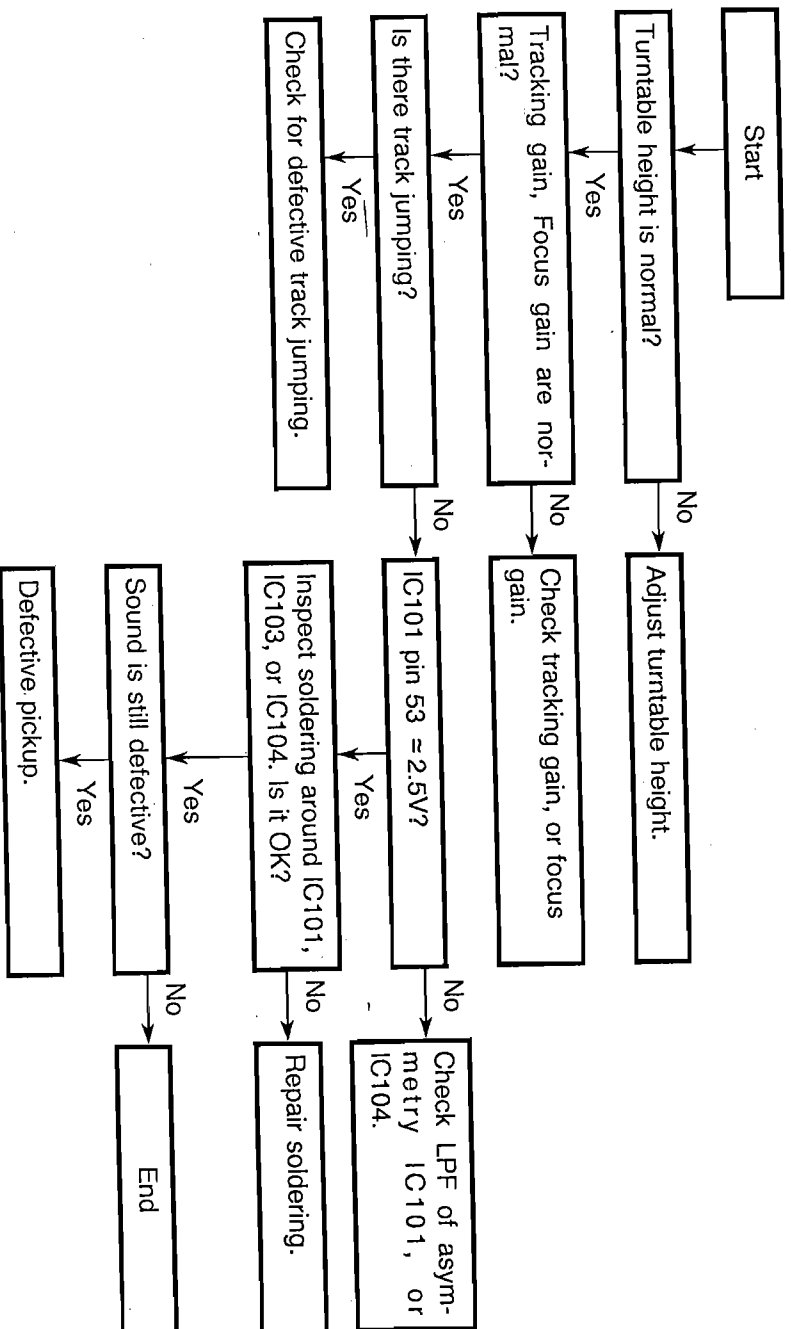 Start
Turntable height is normal?
No
Adjust turntable height.
Yes
Tracking gain, Focus gain are nor-
mal?
No
Check tracking gain, or focus
gain.
Yes
Is there track jumping?
No
Yes
Check for defective track jumping.
IC101 pin 53 ≃ 2.5V?
No
Check LPF of asym-
metry IC101, or
IC104.
Yes
Inspect soldering around IC101,
IC103, or IC104. Is it OK?
No
Repair soldering.
Yes
Sound is still defective?
No
End
Yes
Defective pickup.